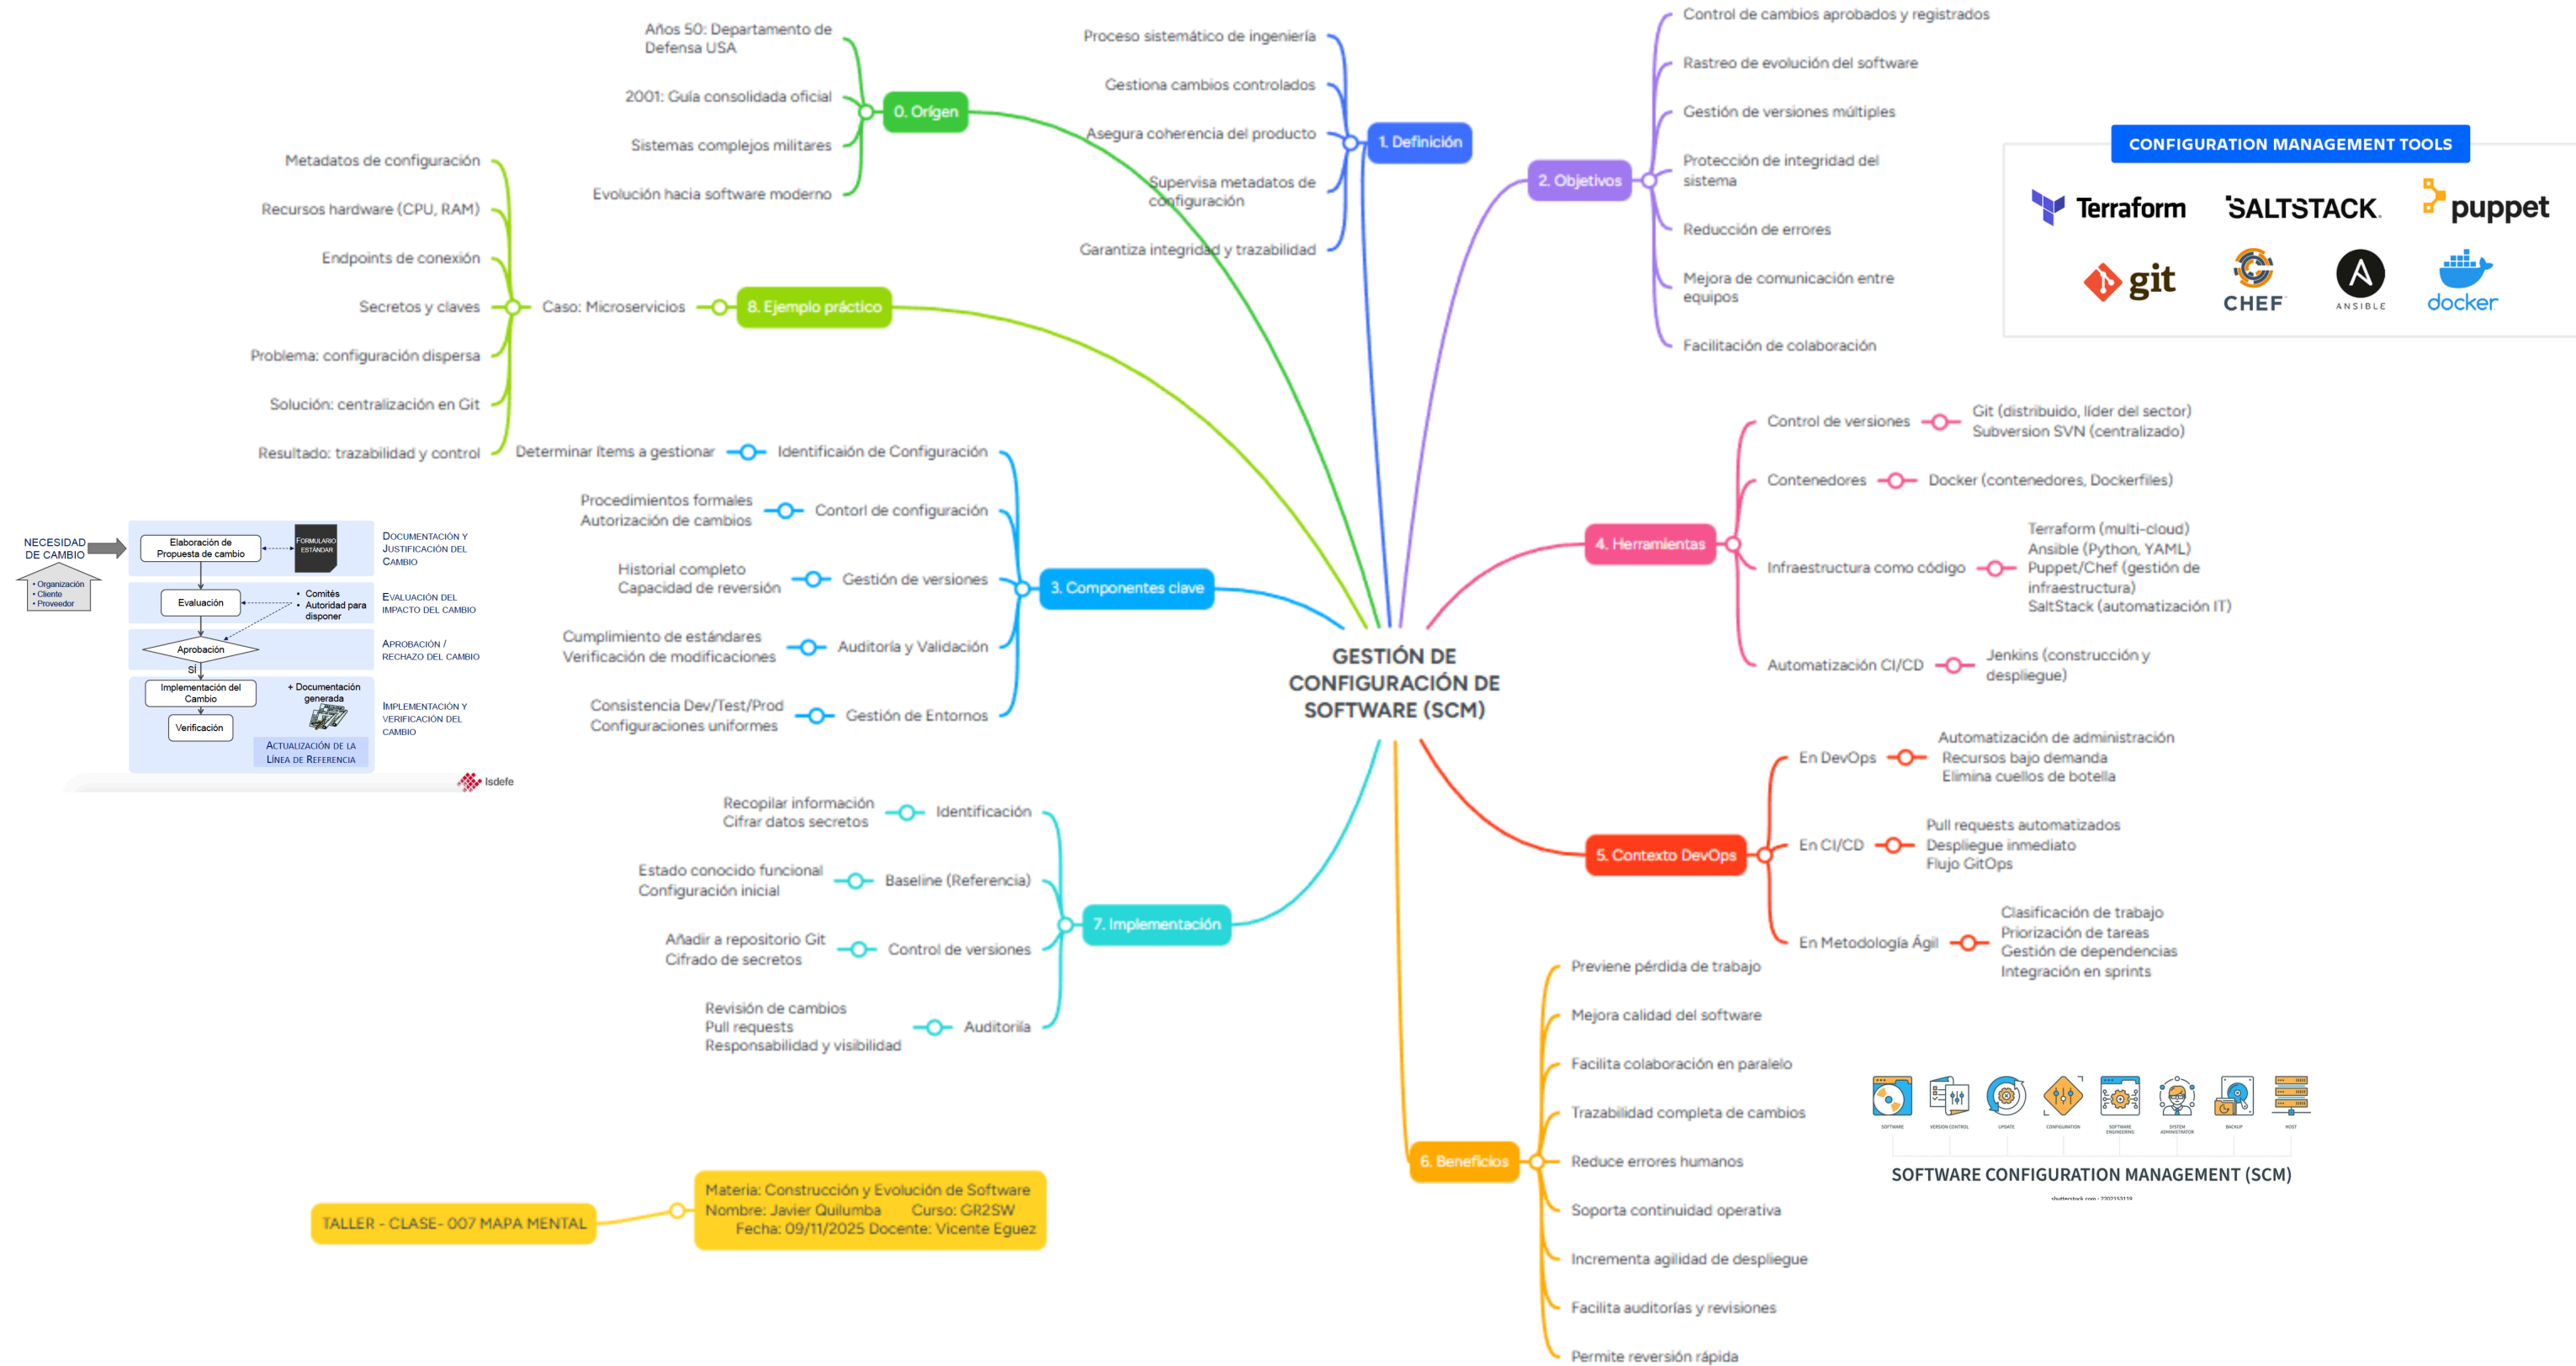 Años 50: Departamento de
Defensa USA
2001: Guía consolidada oficial
Sistemas complejos militares
Evolución hacia software moderno
0. Orígen
Proceso sistemático de ingeniería
Gestiona cambios controlados
Asegura coherencia del producto
Supervisa metadatos de
configuración
Garantiza integridad y trazabilidad
1. Definición
2. Objetivos
Control de cambios aprobados y registrados
Rastreo de evolución del software
Gestión de versiones múltiples
Protección de integridad del
sistema
Reducción de errores
Mejora de comunicación entre
equipos
Facilitación de colaboración
CONFIGURATION MANAGEMENT TOOLS
Terraform
SALTSTACK
puppet
git
CHEF
ANSIBLE
docker
Metadatos de configuración
Recursos hardware (CPU, RAM)
Endpoints de conexión
Secretos y claves
Problema: configuración dispersa
Solución: centralización en Git
Resultado: trazabilidad y control
Caso: Microservicios
8. Ejemplo práctico
Determinar ítems a gestionar
Identificaión de Configuración
Procedimientos formales
Autorización de cambios
Contorl de configuración
Historial completo
Capacidad de reversión
Gestión de versiones
Cumplimiento de estándares
Verificación de modificaciones
Auditoría y Validación
Consistencia Dev/Test/Prod
Configuraciones uniformes
Gestión de Entornos
3. Componentes clave
GESTIÓN DE
CONFIGURACIÓN DE
SOFTWARE (SCM)
4. Herramientas
Control de versiones
Git (distribuido, líder del sector)
Subversion SVN (centralizado)
Contenedores
Docker (contenedores, Dockerfiles)
Infraestructura como código
Terraform (multi-cloud)
Ansible (Python, YAML)
Puppet/Chef (gestión de
infraestructura)
SaltStack (automatización IT)
Automatización CI/CD
Jenkins (construcción y
despliegue)
NECESIDAD
DE CAMBIO
• Organización
• Cliente
• Proveedor
Elaboración de
Propuesta de cambio
FORMULARIO
ESTÁNDAR
DOCUMENTACIÓN Y
JUSTIFICACIÓN DEL
CAMBIO
Evaluación
• Comités
• Autoridad para
disponer
EVALUACIÓN DEL
IMPACTO DEL CAMBIO
Aprobación
SÍ
APROBACIÓN /
RECHAZO DEL CAMBIO
Implementación del
Cambio
+ Documentación
generada
Verificación
IMPLEMENTACIÓN Y
VERIFICACIÓN DEL
CAMBIO
ACTUALIZACIÓN DE LA
LÍNEA DE REFERENCIA
Isdefe
5. Contexto DevOps
En DevOps
Automatización de administración
Recursos bajo demanda
Elimina cuellos de botella
En CI/CD
Pull requests automatizados
Despliegue inmediato
Flujo GitOps
En Metodología Ágil
Clasificación de trabajo
Priorización de tareas
Gestión de dependencias
Integración en sprints
Recopilar información
Cifrar datos secretos
Identificación
Estado conocido funcional
Configuración inicial
Baseline (Referencia)
Añadir a repositorio Git
Cifrado de secretos
Control de versiones
Revisión de cambios
Pull requests
Responsabilidad y visibilidad
Auditoriía
7. Implementación
6. Beneficios
Previene pérdida de trabajo
Mejora calidad del software
Facilita colaboración en paralelo
Trazabilidad completa de cambios
Reduce errores humanos
Soporta continuidad operativa
Incrementa agilidad de despliegue
Facilita auditorías y revisiones
Permite reversión rápida
SOFTWARE
VERSION CONTROL
UPDATE
CONFIGURATION
SOFTWARE
ENGINEERING
SYSTEM
ADMINISTRATOR
BACKUP
HOST
SOFTWARE CONFIGURATION MANAGEMENT (SCM)
TALLER - CLASE- 007 MAPA MENTAL
Materia: Construcción y Evolución de Software
Nombre: Javier Quilumba Curso: GR2SW
Fecha: 09/11/2025 Docente: Vicente Eguez